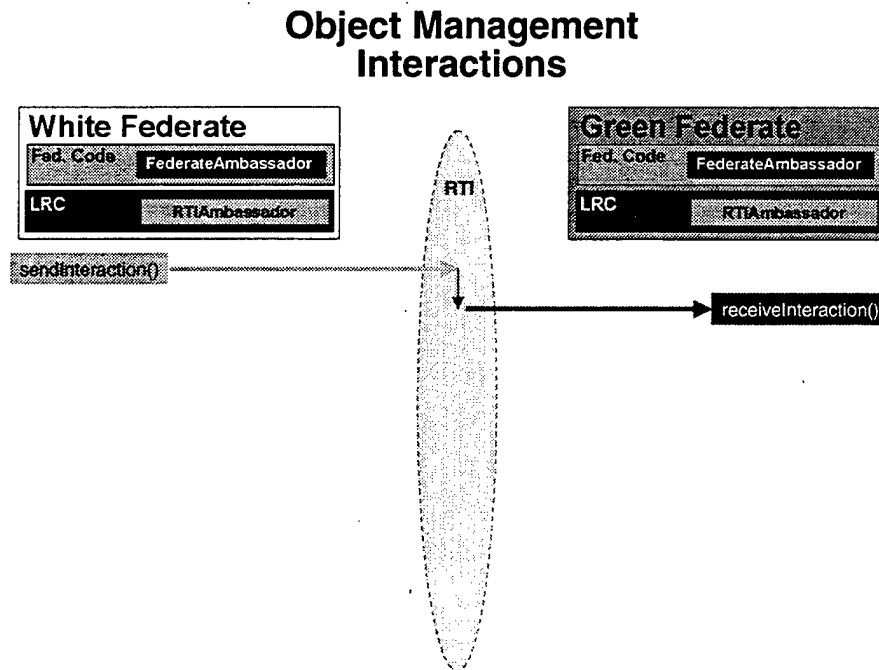 Object Management
Interactions
White Federate
Fed. Code
FederateAmbassador
LRC
RTIAmbassador
Green Federate
Fed. Code
FederateAmbassador
LRC
RTIAmbassador
RTI
sendInteraction()
receiveInteraction()